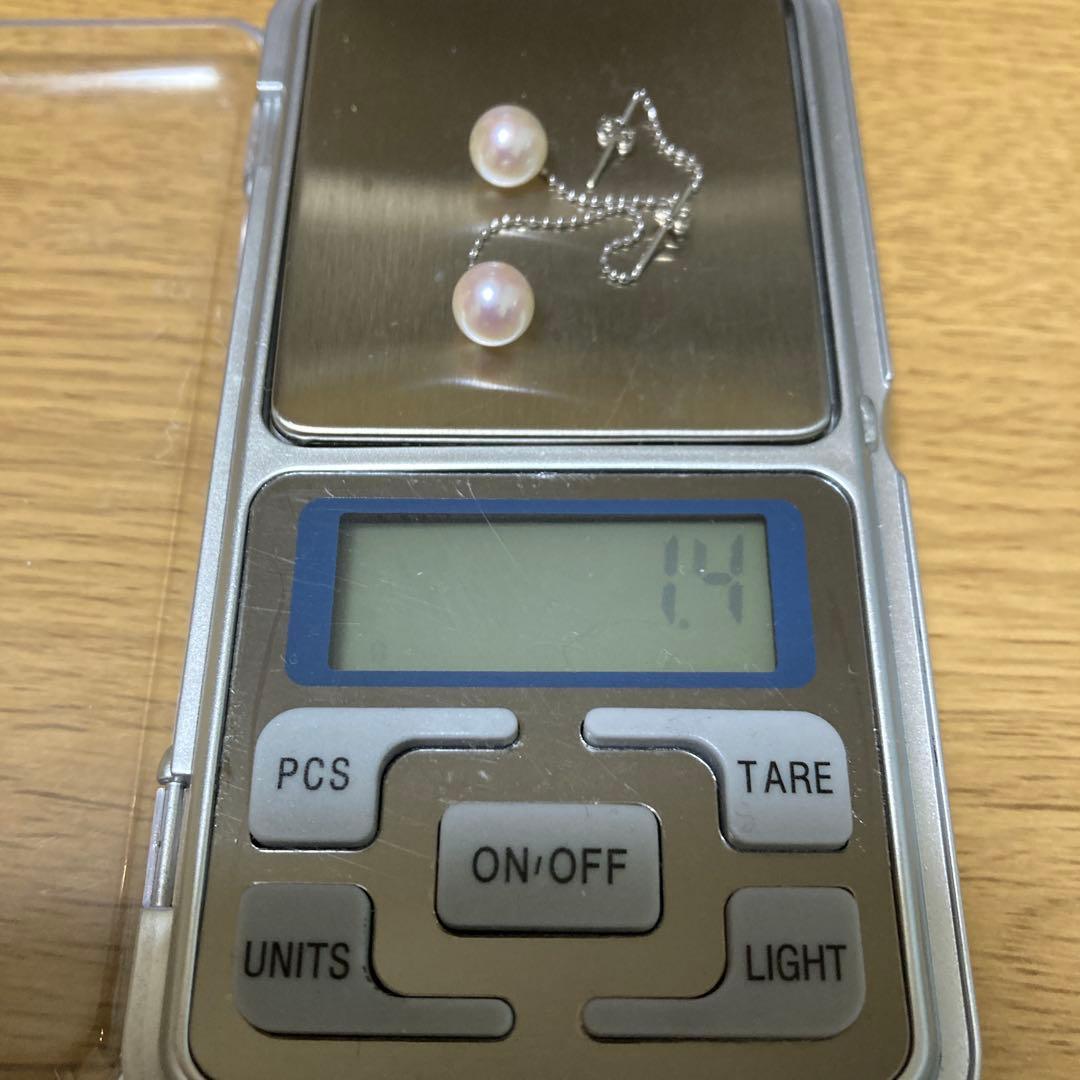 1.4
PCS
TARE
ON/OFF
UNITS
LIGHT